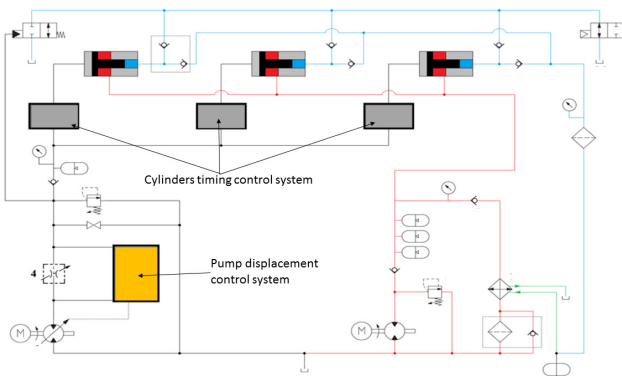 Cylinders timing control system
Pump displacement
control system
4
M
M